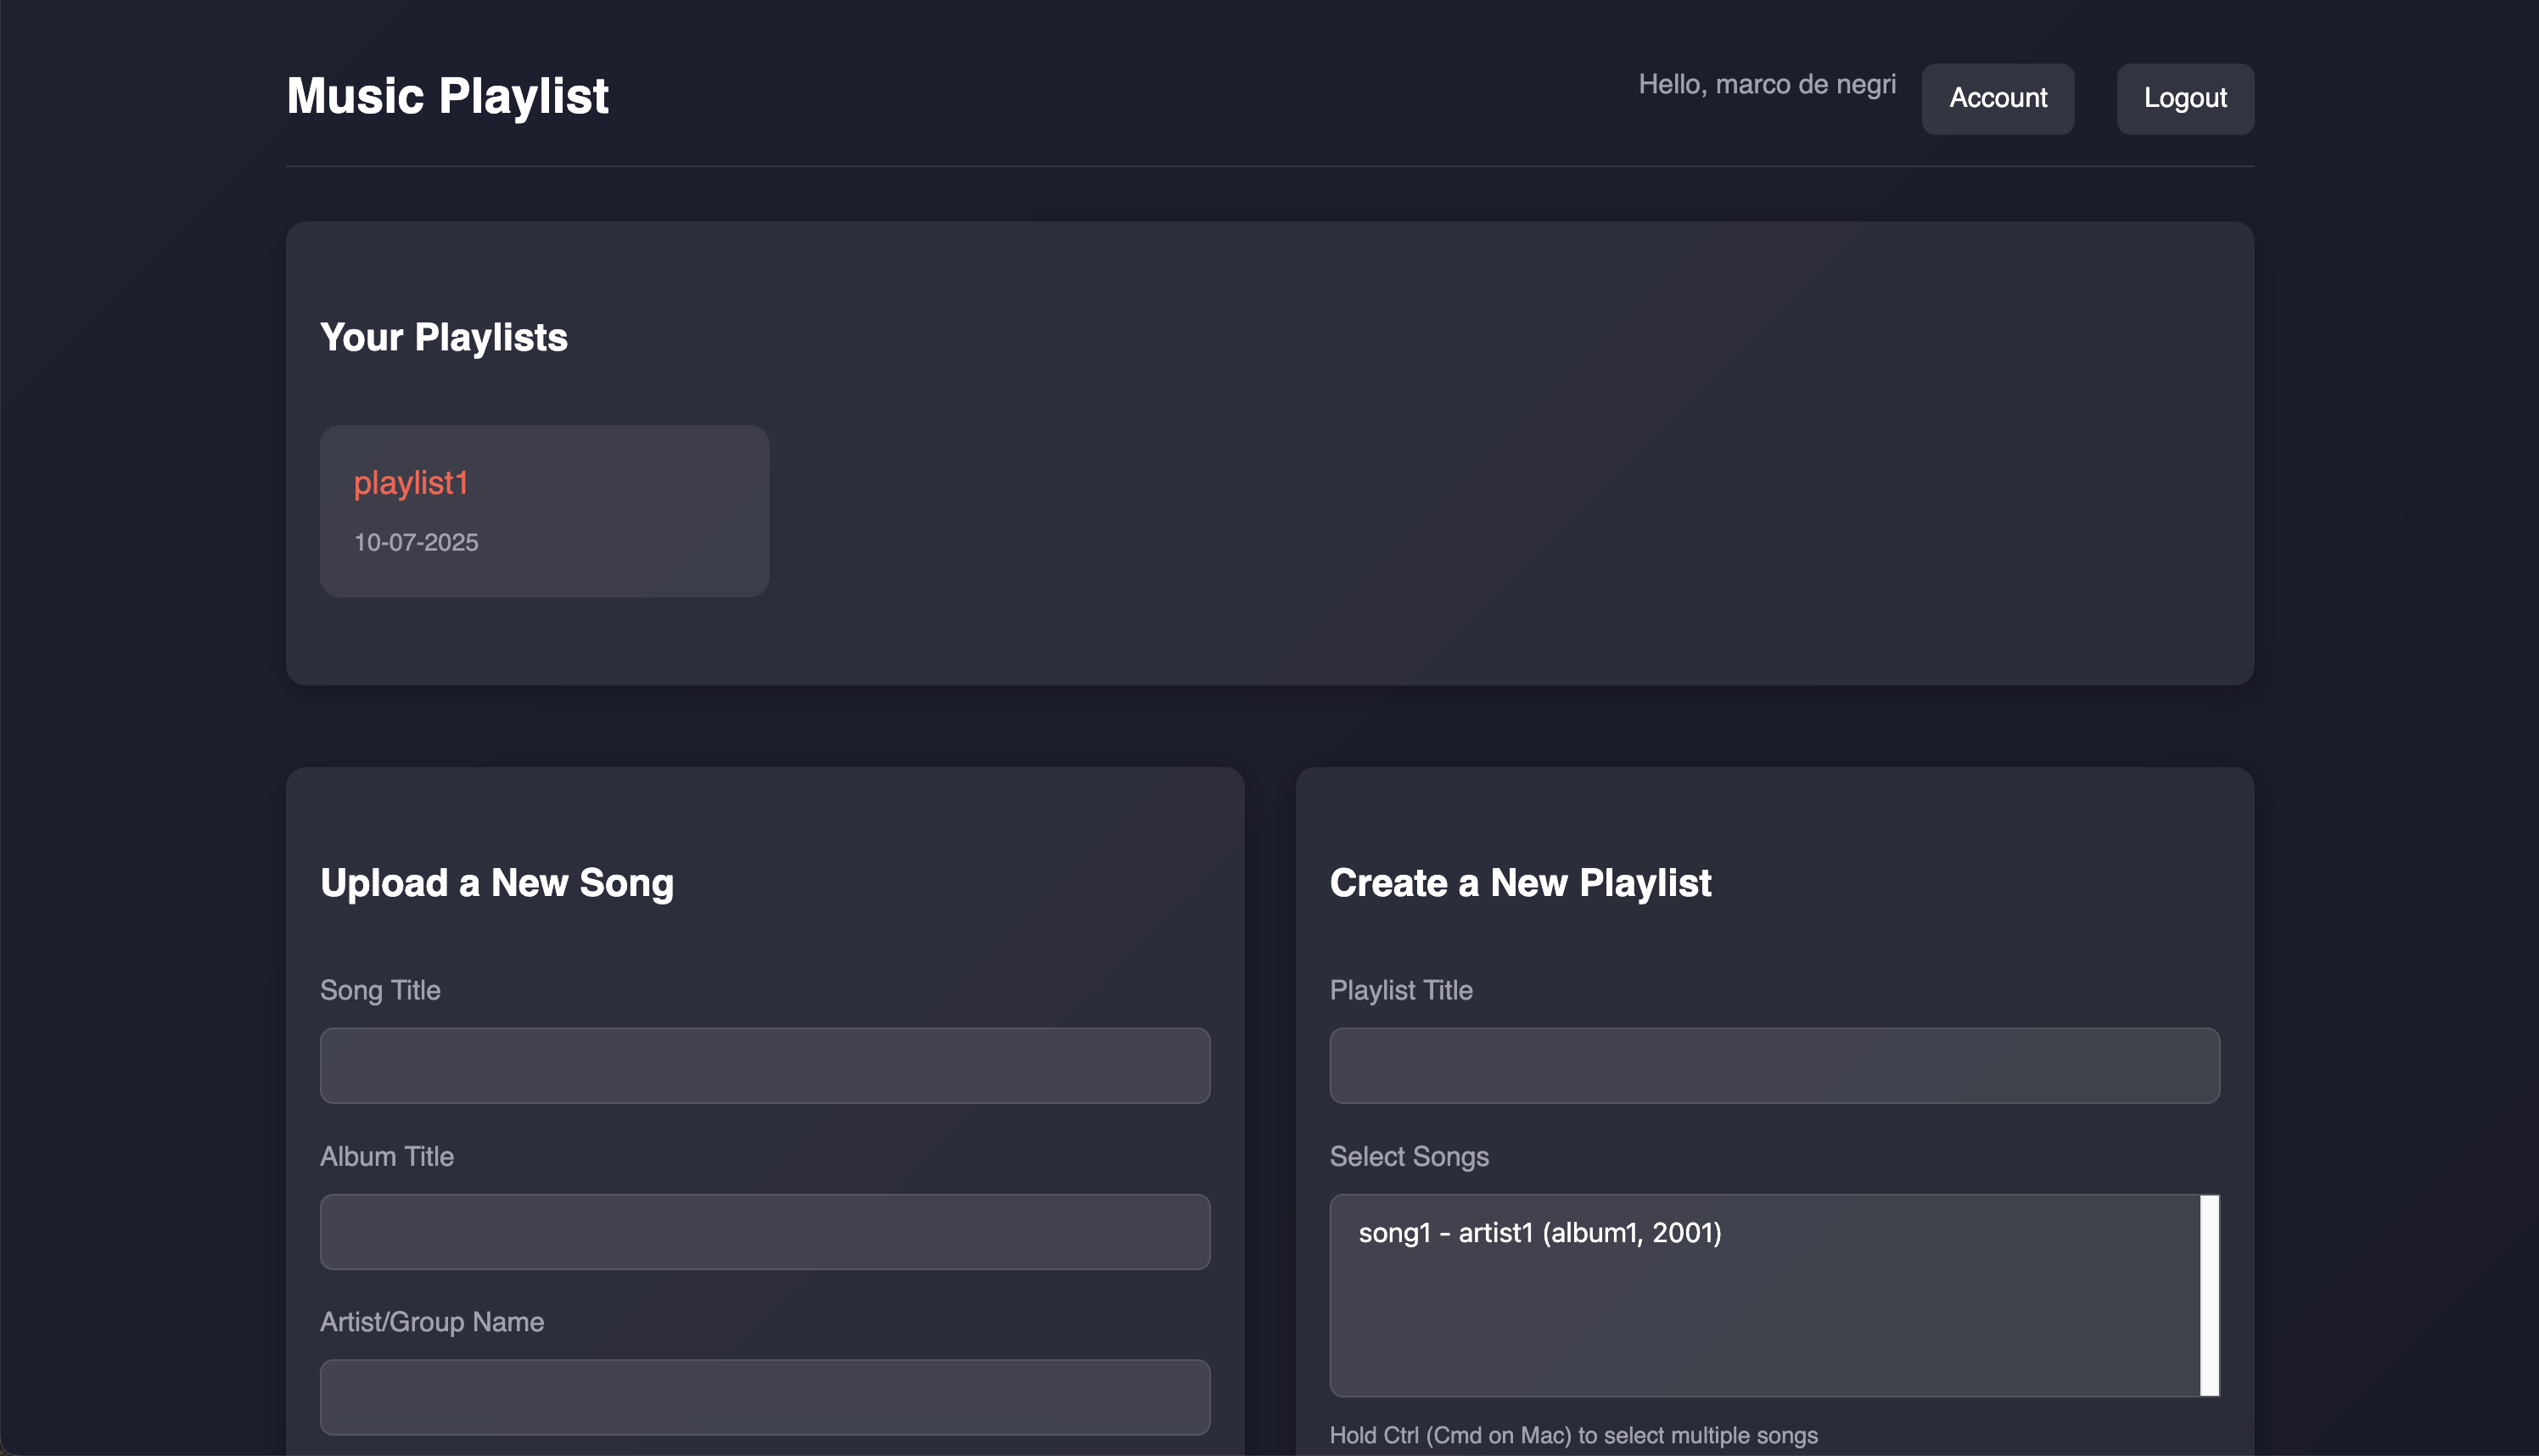 Music Playlist
Hello, marco de negri
Account
Logout
Your Playlists
playlist1
10-07-2025
Upload a New Song
Song Title
Album Title
Artist/Group Name
Create a New Playlist
Playlist Title
Select Songs
song1 - artist1 (album1, 2001)
Hold Ctrl (Cmd on Mac) to select multiple songs